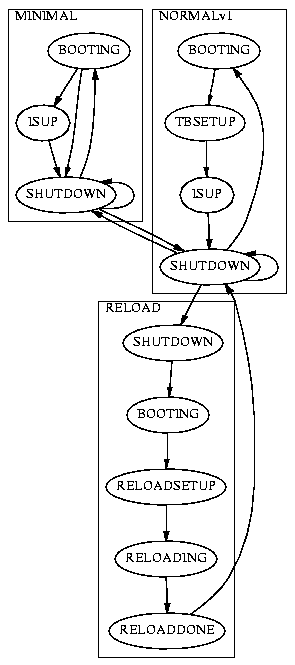 MINIMAL
BOOTING
ISUP
SHUTDOWN
NORMALv1
BOOTING
TBSETUP
ISUP
SHUTDOWN
RELOAD
SHUTDOWN
BOOTING
RELOADSETUP
RELOADING
RELOADDONE